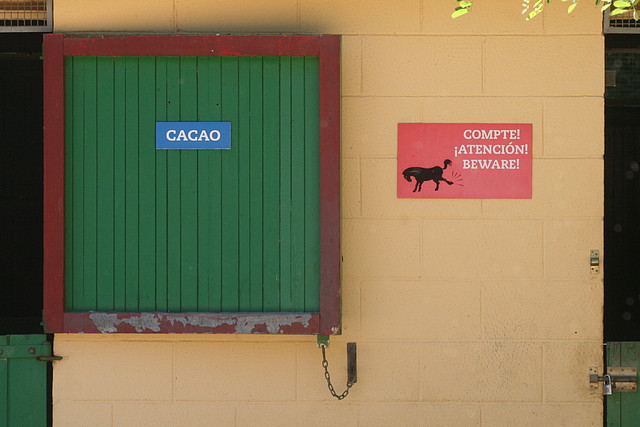 CACAO
COMPTE!
¡ATENCIÓN!
BEWARE!